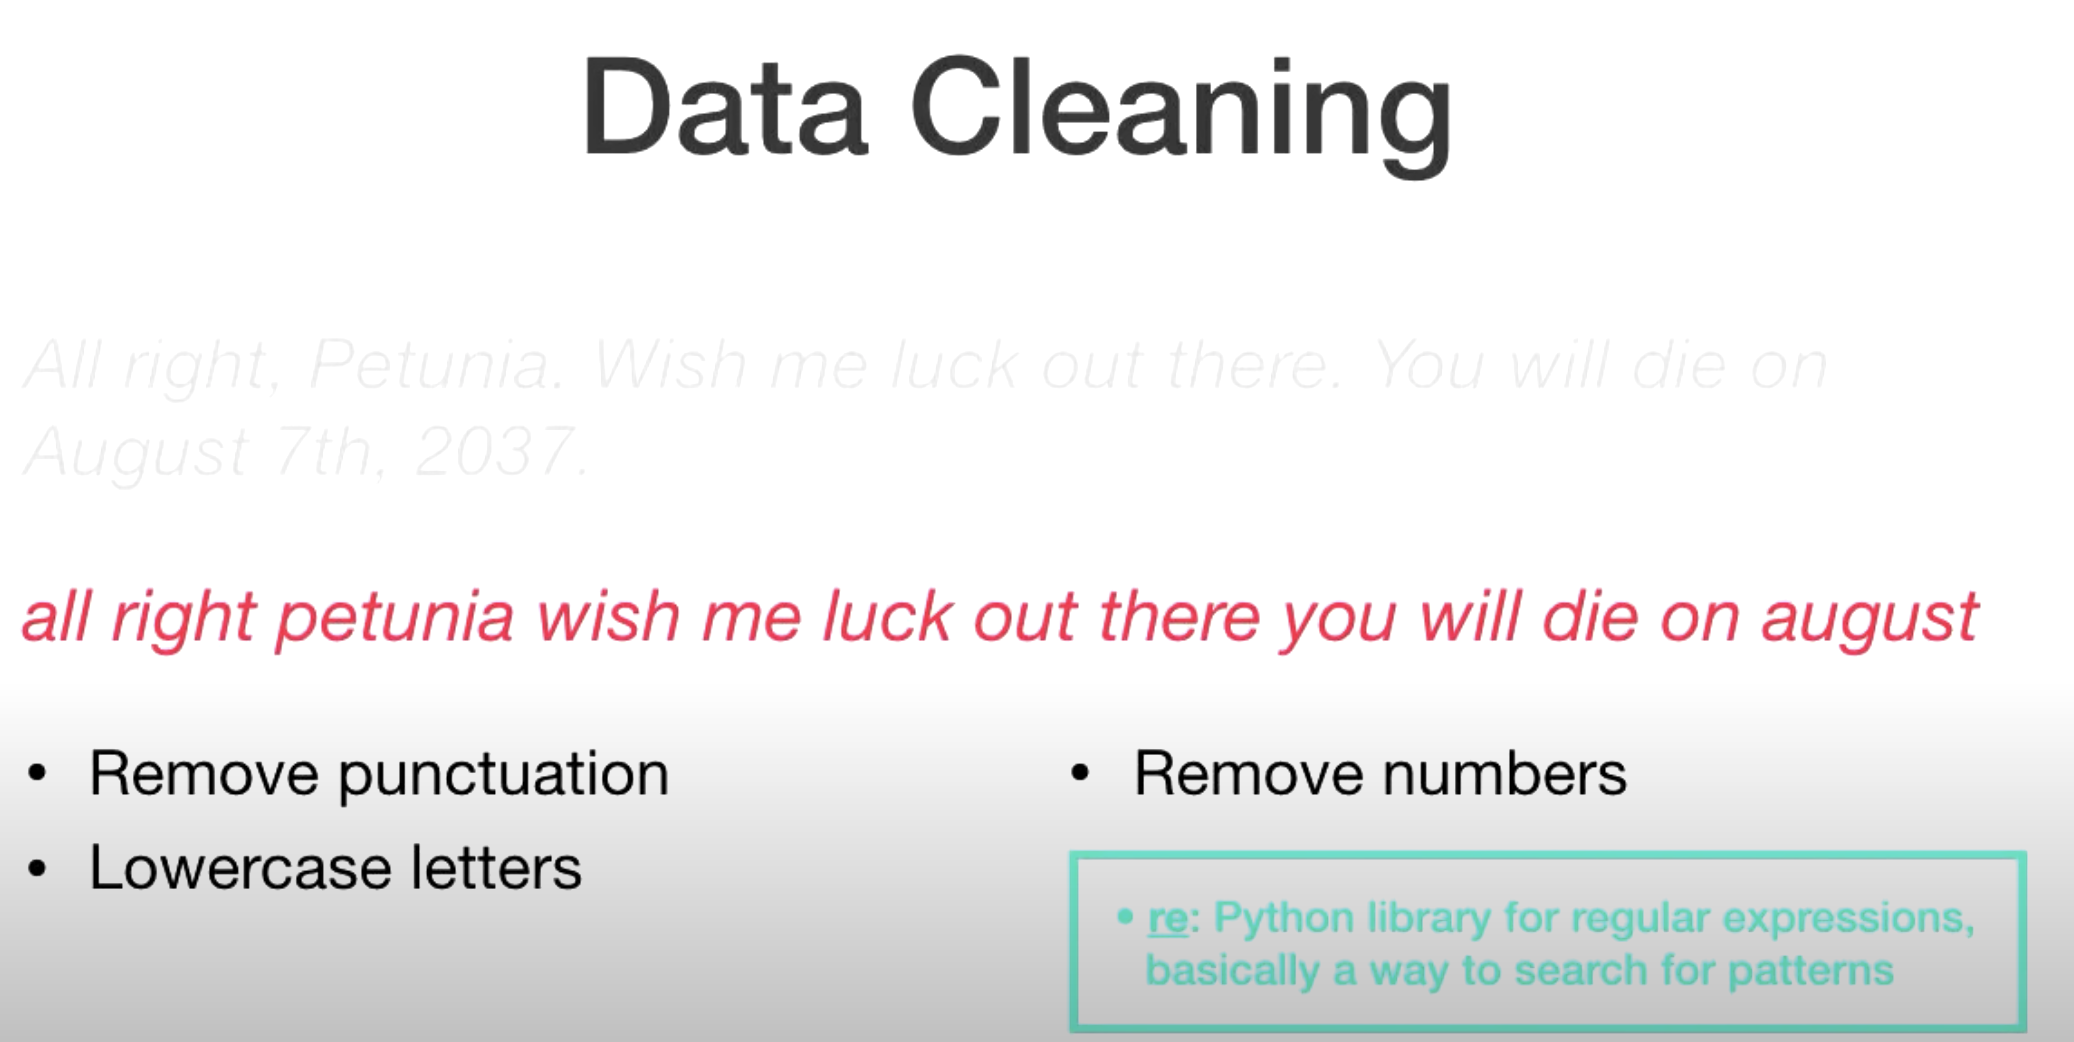 Data Cleaning
All right, Petunia. Wish me luck out there. You will die on
August 7th, 2037.
all right petunia wish me luck out there you will die on august
• Remove punctuation
• Lowercase letters
• Remove numbers
• re: Python library for regular expressions,
basically a way to search for patterns